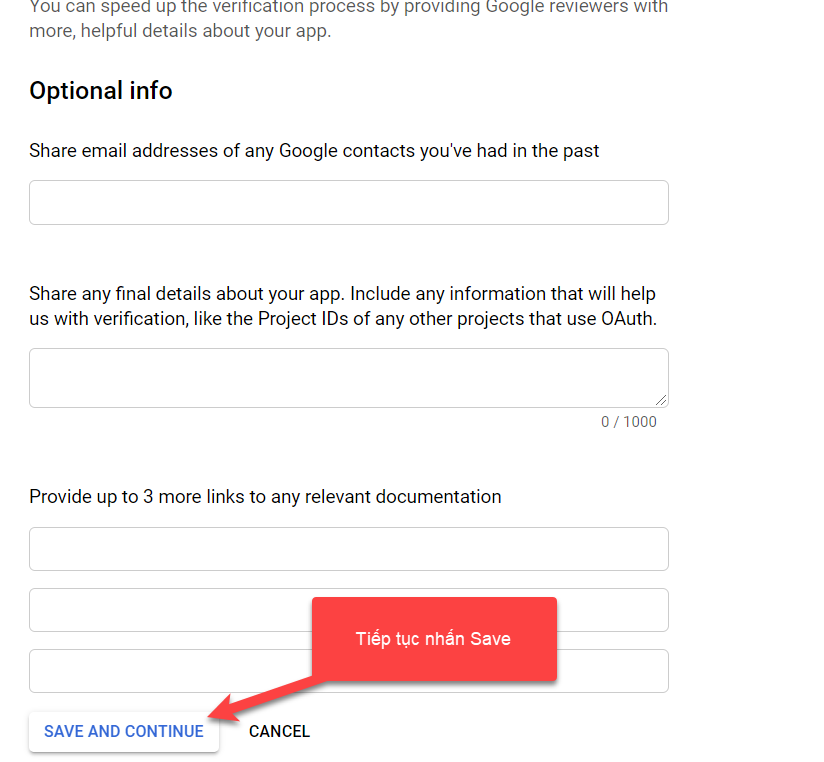 You can speed up the verification process by providing Google reviewers with
more, helpful details about your app.
Optional info
Share email addresses of any Google contacts you've had in the past
Share any final details about your app. Include any information that will help
us with verification, like the Project IDs of any other projects that use OAuth.
0 / 1000
Provide up to 3 more links to any relevant documentation
Tiếp tục nhấn Save
SAVE AND CONTINUE
CANCEL